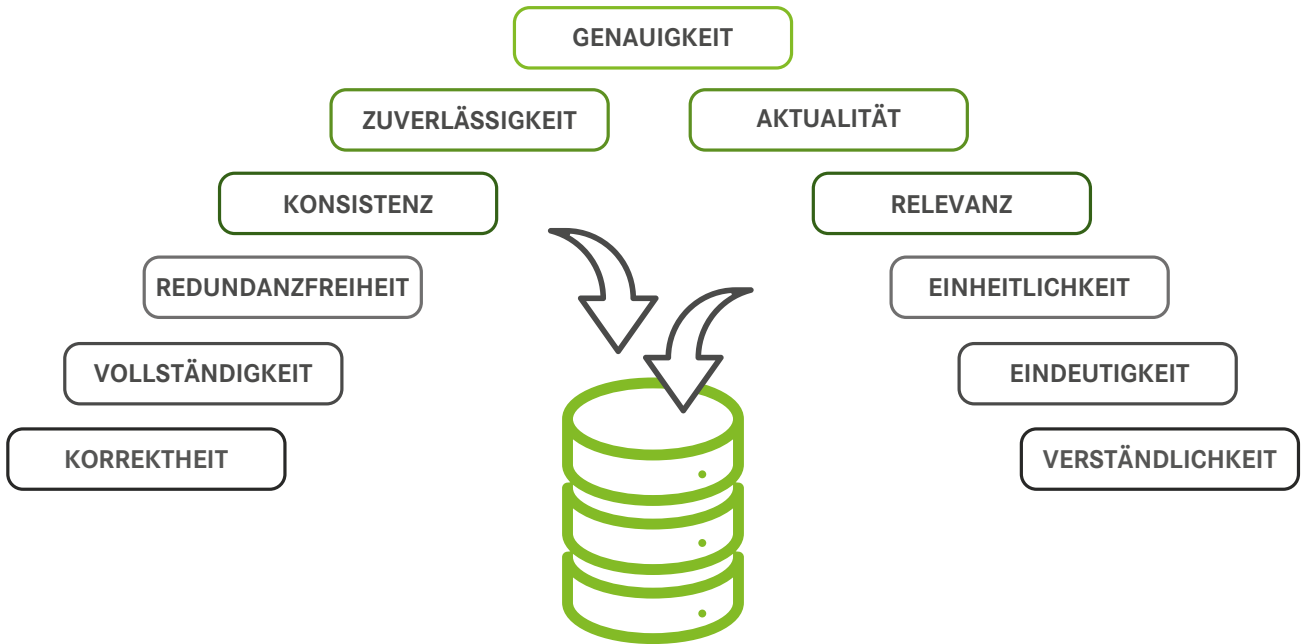 GENAUIGKEIT
ZUVERLÄSSIGKEIT
AKTUALITÄT
KONSISTENZ
RELEVANZ
REDUNDANZFREIHEIT
EINHEITLICHKEIT
VOLLSTÄNDIGKEIT
EINDEUTIGKEIT
KORREKTHEIT
VERSTÄNDLICHKEIT